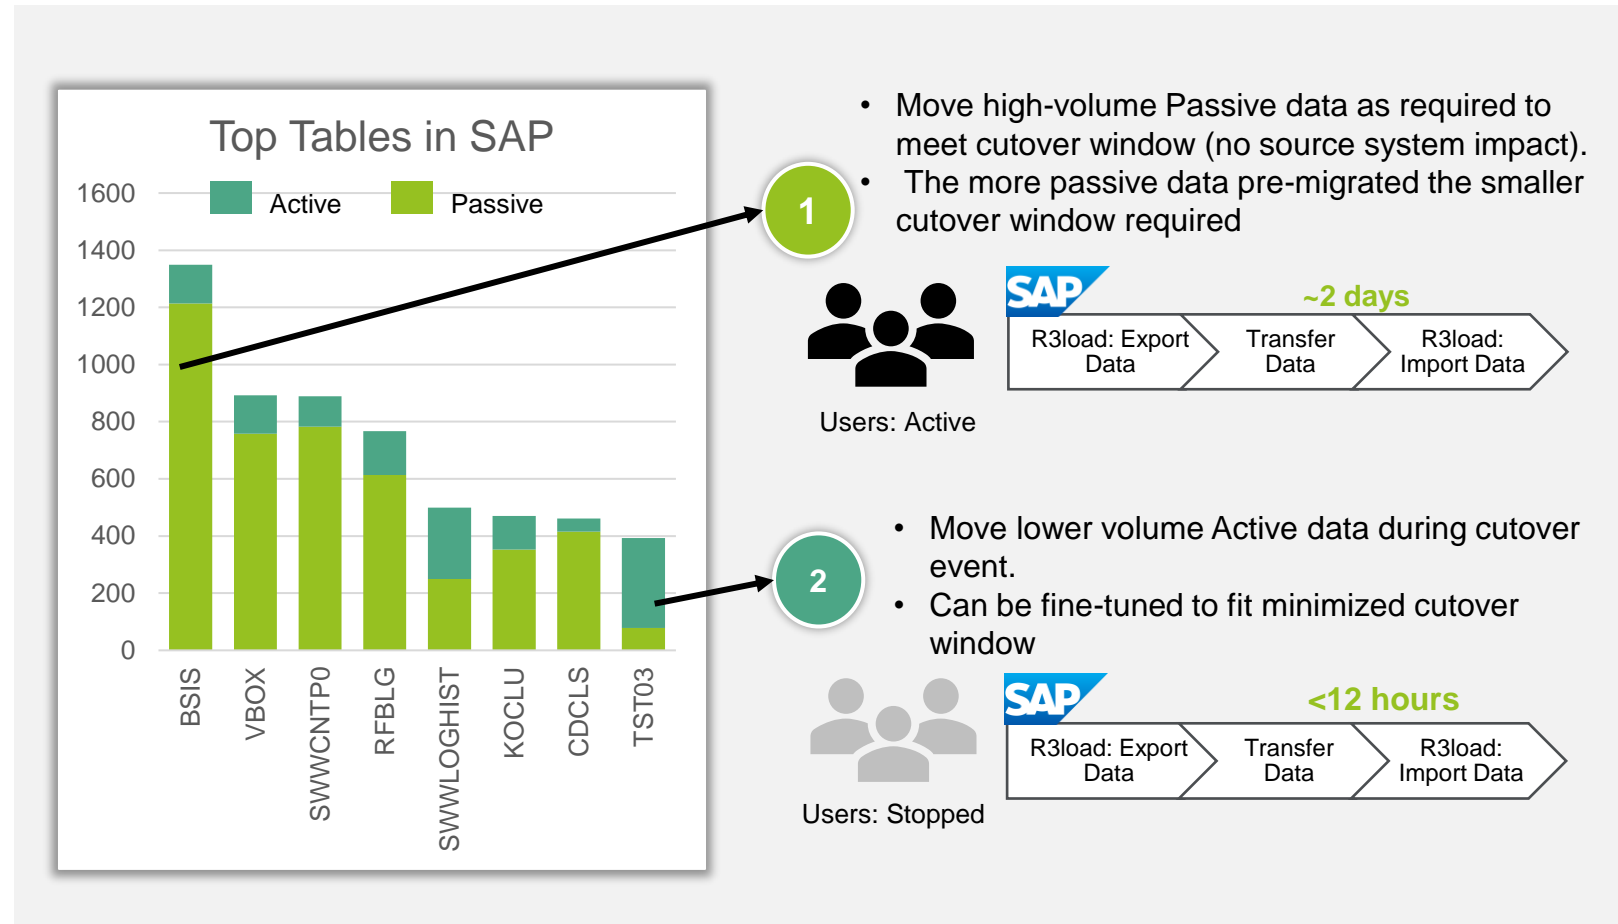 Top Tables in SAP
Active
Passive
1600
1400
1200
1000
800
600
400
200
0
BSIS
VBOX
SWWCNTP0
RFBLG
SWWLOGHIST
KOCLU
CDCLS
TST03
1
• Move high-volume Passive data as required to
meet cutover window (no source system impact).
• The more passive data pre-migrated the smaller
cutover window required
Users: Active
SAP
~2 days
R3load: Export
Data
Transfer
Data
R3load:
Import Data
2
• Move lower volume Active data during cutover
event.
• Can be fine-tuned to fit minimized cutover
window
Users: Stopped
SAP
<12 hours
R3load: Export
Data
Transfer
Data
R3load:
Import Data